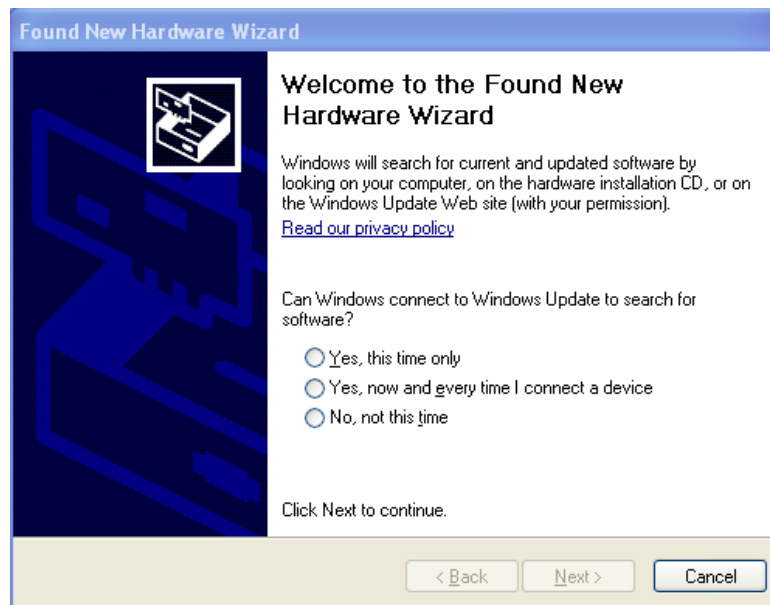 Found New Hardware Wizard
Welcome to the Found New
Hardware Wizard
Windows will search for current and updated software by
looking on your computer, on the hardware installation CD, or on
the Windows Update Web site (with your permission).
Read our privacy policy
Can Windows connect to Windows Update to search for
software?
Yes, this time only
Yes, now and every time I connect a device
No, not this time
Click Next to continue.
< Back Next > Cancel